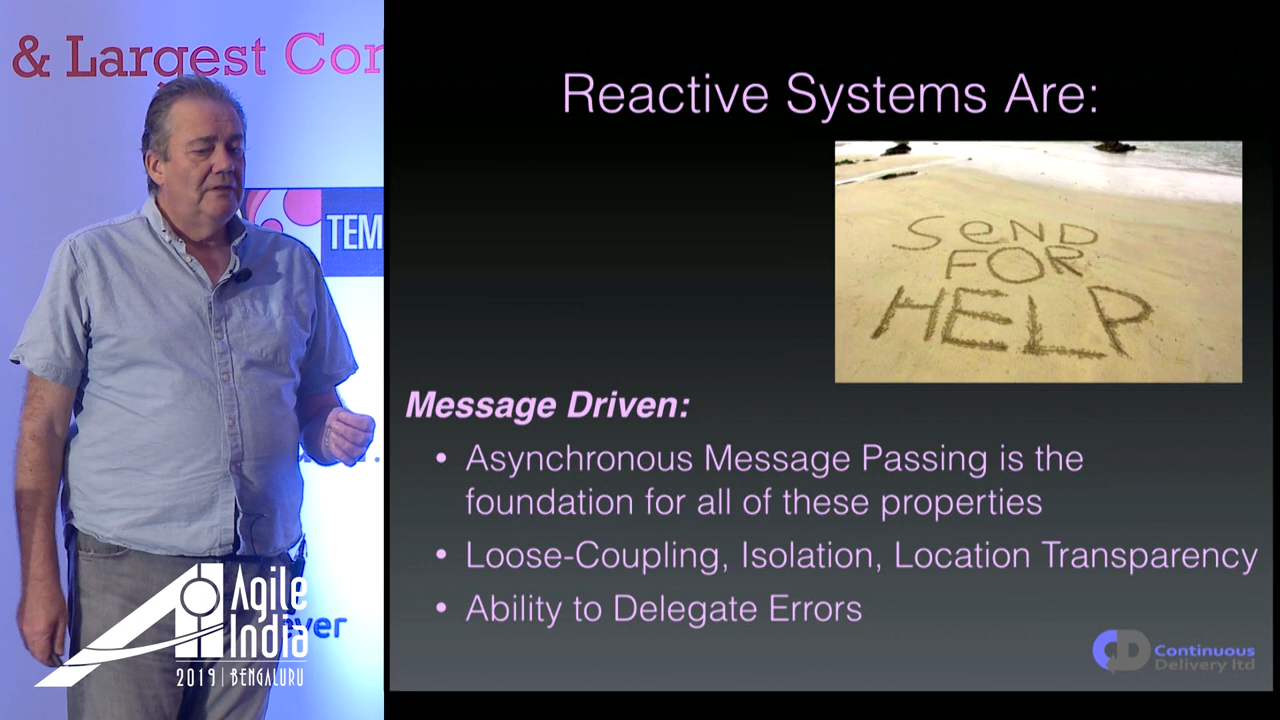 & Largest Con
TEM
ever
Agile
India
2019 | BENGALURU
Reactive Systems Are:
SeND
FOR
HELP
Message Driven:
• Asynchronous Message Passing is the
foundation for all of these properties
• Loose-Coupling, Isolation, Location Transparency
• Ability to Delegate Errors
CD
Continuous
Delivery ltd